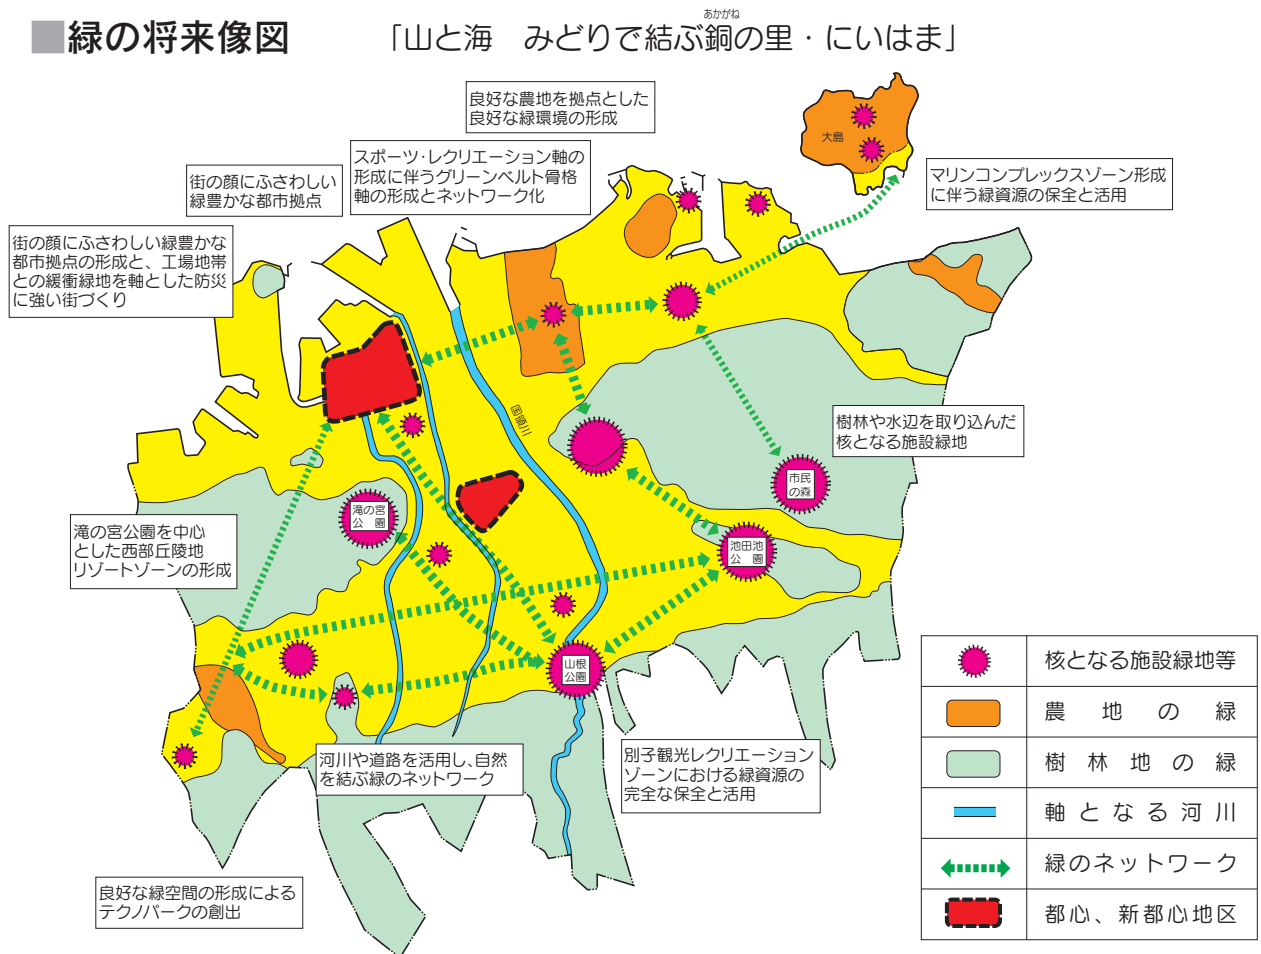 ■緑の将来像図
「山と海　みどりで結ぶ銅の里・にいはま」
あかがね
良好な農地を拠点とした
良好な緑環境の形成
スポーツ・レクリエーション軸の
形成に伴うグリーンベルト骨格
軸の形成とネットワーク化
街の顔にふさわしい
緑豊かな都市拠点
街の顔にふさわしい緑豊かな
都市拠点の形成と、工場地帯
との緩衝緑地を軸とした防災
に強い街づくり
大島
マリンコンプレックスゾーン形成
に伴う緑資源の保全と活用
国領川
樹林や水辺を取り込んだ
核となる施設緑地
市民
の森
滝の宮
公園
池田池
公園
山根
公園
滝の宮公園を中心
とした西部丘陵地
リゾートゾーンの形成
河川や道路を活用し、自然
を結ぶ緑のネットワーク
別子観光レクリエーション
ゾーンにおける緑資源の
完全な保全と活用
良好な緑空間の形成による
テクノパークの創出
核となる施設緑地等
農地の緑
樹林地の緑
軸となる河川
緑のネットワーク
都心、新都心地区